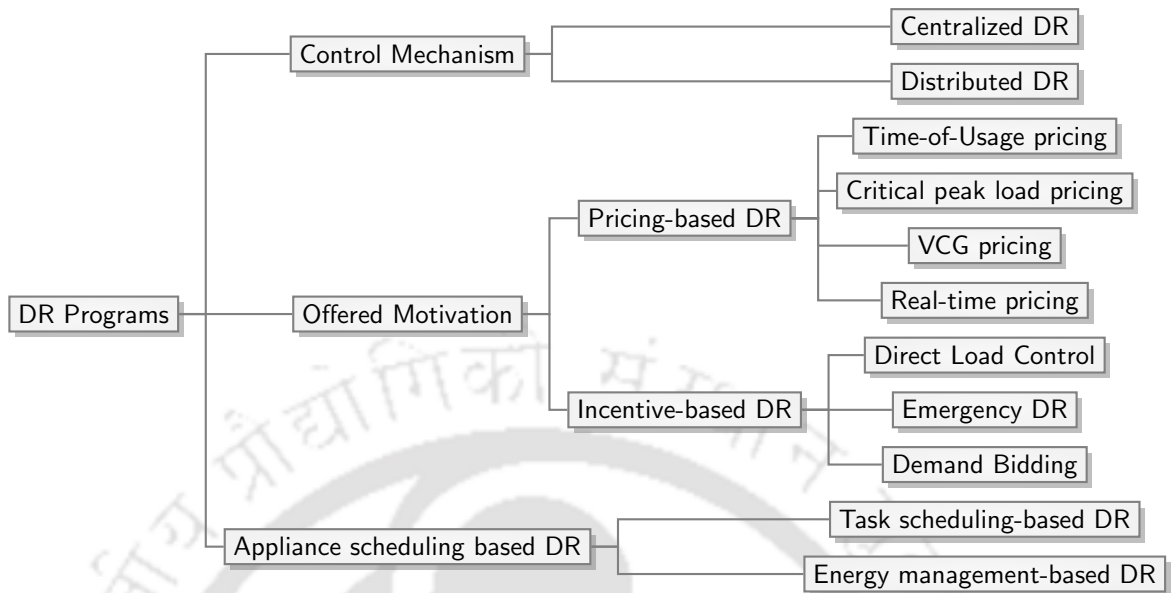 Centralized DR
Control Mechanism
Distributed DR
Time-of-Usage pricing
Critical peak load pricing
Pricing-based DR
VCG pricing
Real-time pricing
DR Programs
Offered Motivation
Direct Load Control
Incentive-based DR
Emergency DR
Demand Bidding
Task scheduling-based DR
Appliance scheduling based DR
Energy management-based DR
प्रौद्योगिकी